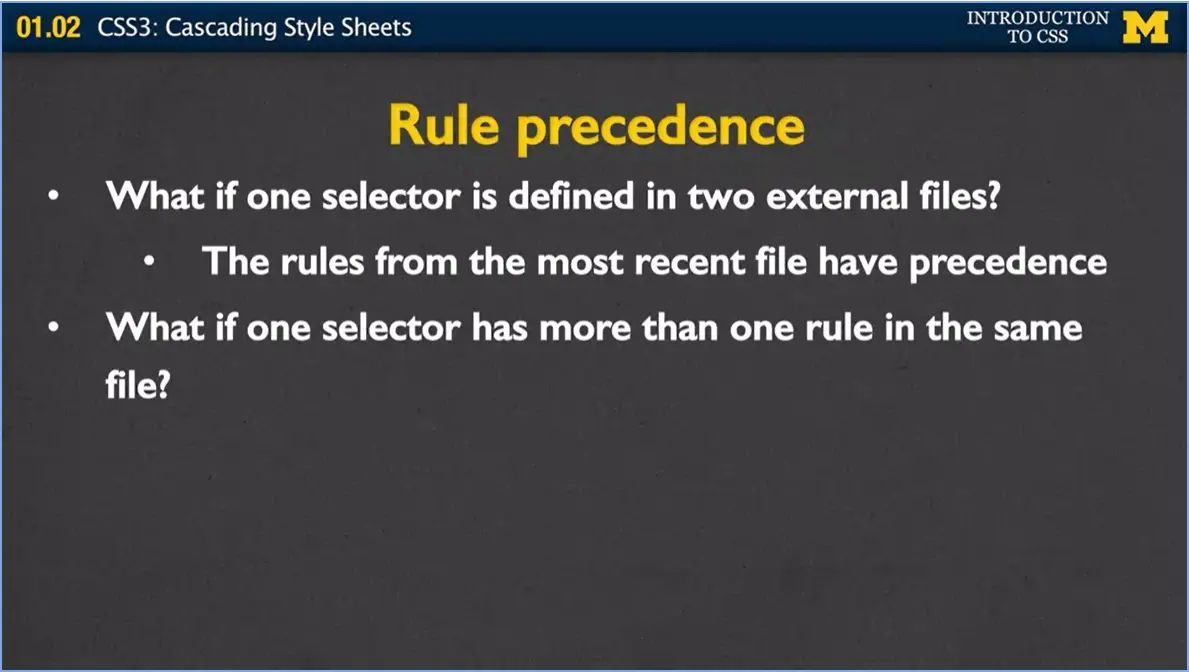 01.02 CSS3: Cascading Style Sheets
INTRODUCTION
TO CSS
M
Rule precedence
• What if one selector is defined in two external files?
• The rules from the most recent file have precedence
• What if one selector has more than one rule in the same
file?